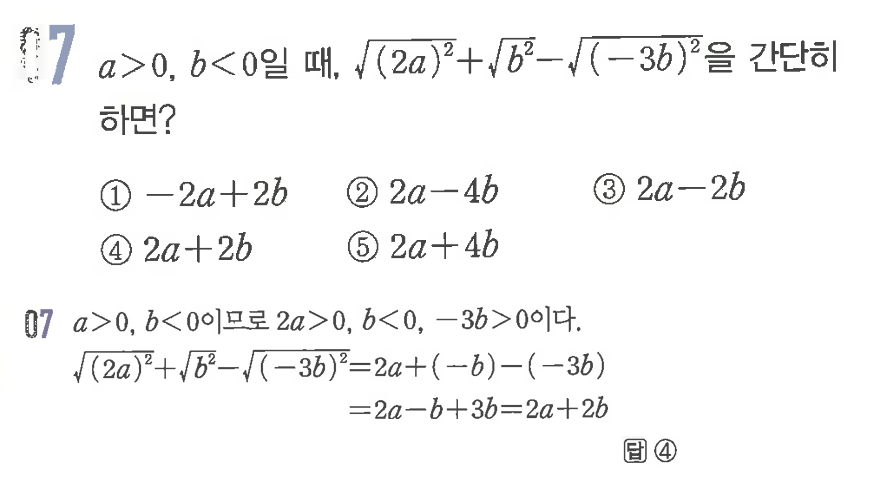 07 a>0, b<0일 때, √(2a)²+√b²-√(-3b)²을 간단히
하면?
① -2a+2b ② 2a-4b ③ 2a-2b
④ 2a+2b ⑤ 2a+4b
07 a>0, b<0이므로 2a>0, b<0, -3b>0이다.
√(2a)²+√b²-√(-3b)²=2a+(-b)-(-3b)
=2a-b+3b=2a+2b
답 ④